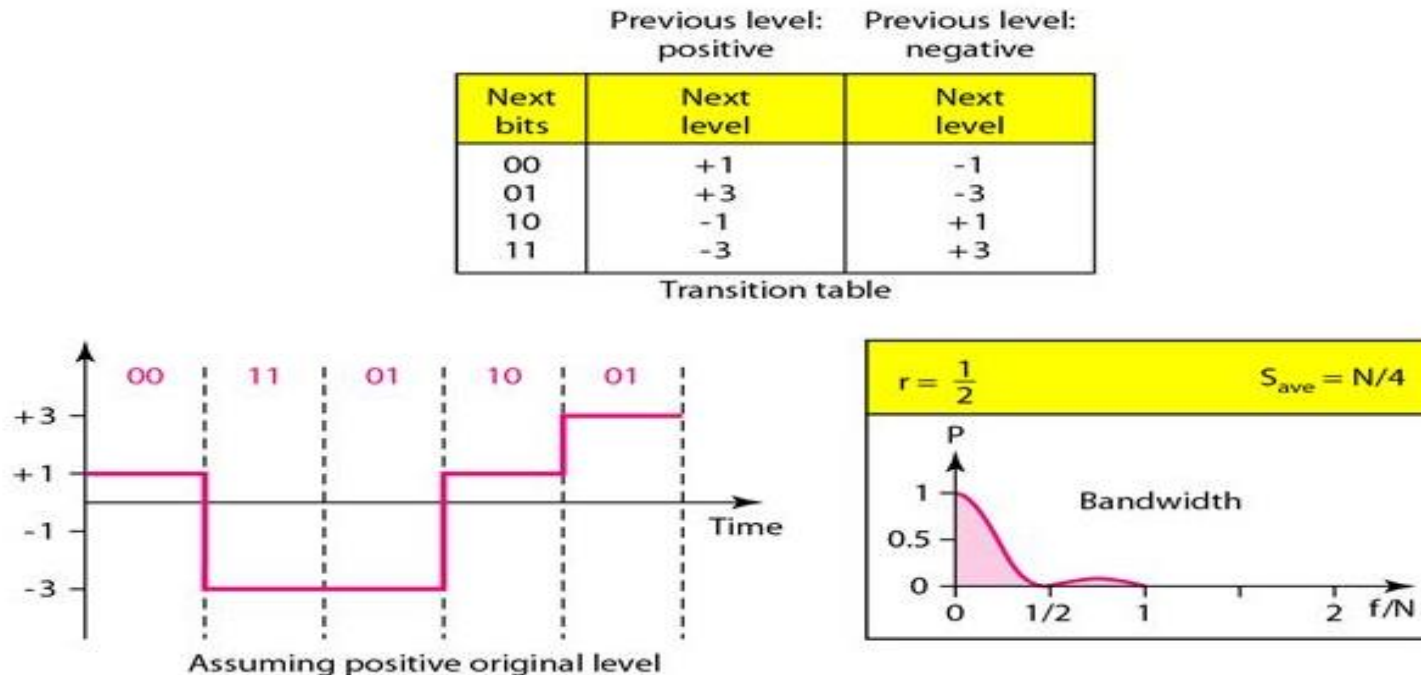 Previous level: Previous level:
positive negative
Next Next Next
bits level level
00 +1 -1
01 +3 -3
10 -1 +1
11 -3 +3
Transition table
00 11 01 10 01
+3
+1
-1
-3
Time
Assuming positive original level
r = 1/2 Save = N/4
P
Bandwidth
1
0.5
0
0 1/2 1 2 f/N